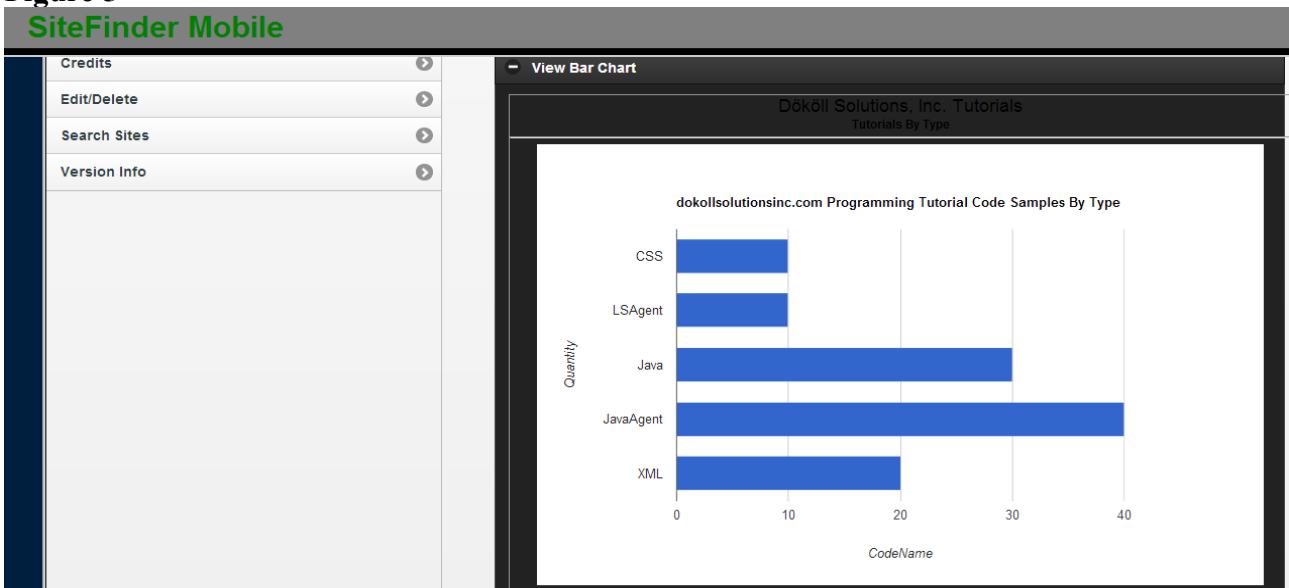 SiteFinder Mobile
Credits
Edit/Delete
Search Sites
Version Info
View Bar Chart
Dököll Solutions, Inc. Tutorials
Tutorials By Type
dokollsolutionsinc.com Programming Tutorial Code Samples By Type
Quantity
CSS
LSAgent
Java
JavaAgent
XML
0 10 20 30 40
CodeName